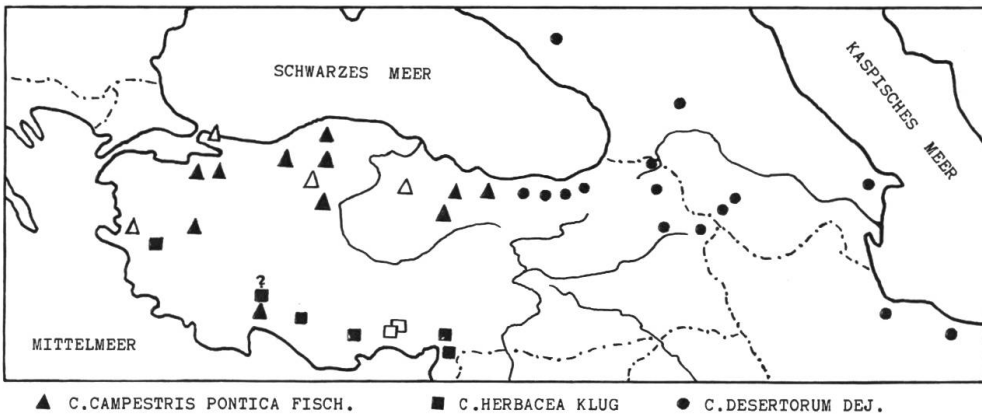 SCHWARZES MEER
KASPISCHES MEER
?
MITTELMEER
▲ C.CAMPESTRIS PONTICA FISCH. ■ C.HERBACEA KLUG ● C.DESERTORUM DEJ.